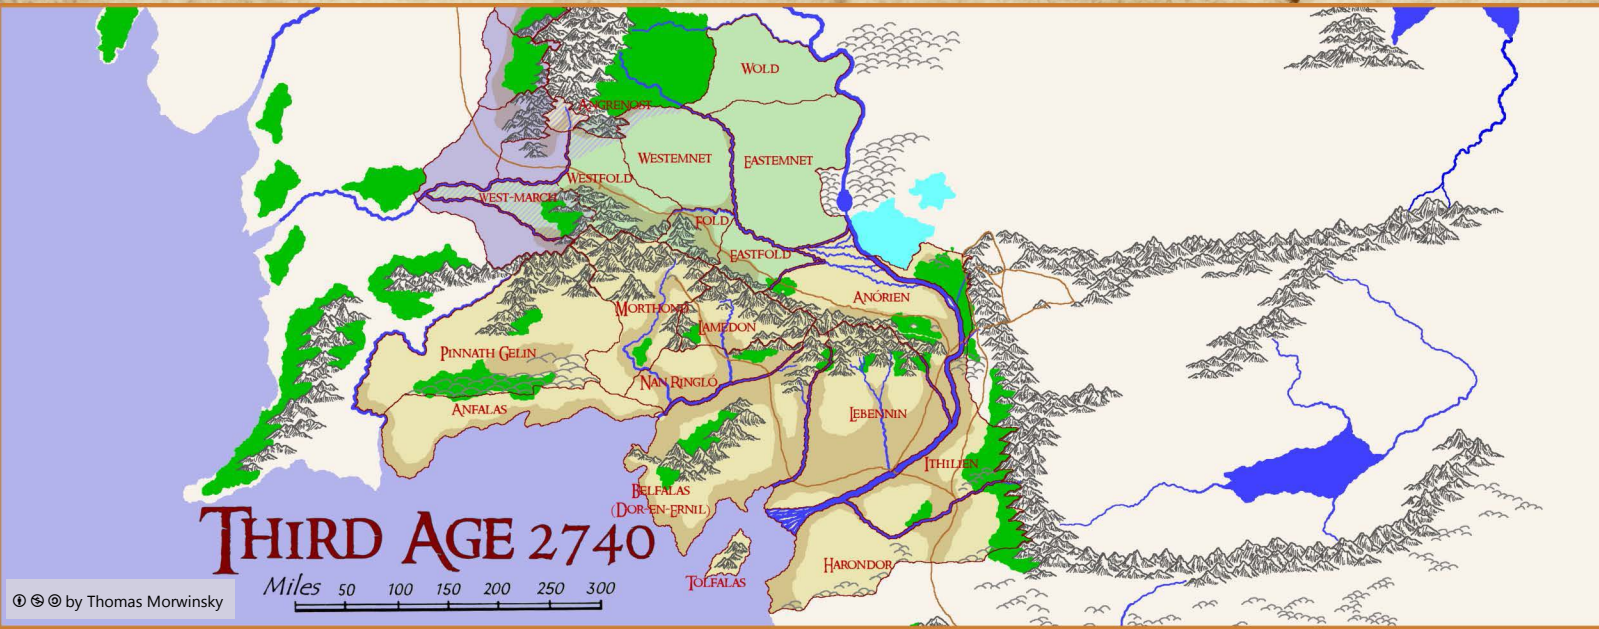 WOLD
ANGRENOST
WESTEMNET
EASTEMNET
WESTFOLD
WEST-MARCH
FOLD
EASTFOLD
ANÓRIEN
MORTHOND
LAMEDON
PINNATH GELIN
NAN RINGLÓ
ANFALAS
LEBENNIN
ITHILIEN
BELFALAS
(DOR-EN-ERNIL)
THIRD AGE 2740
HARONDOR
TOLFALAS
Miles 50 100 150 200 250 300
by Thomas Morwinsky